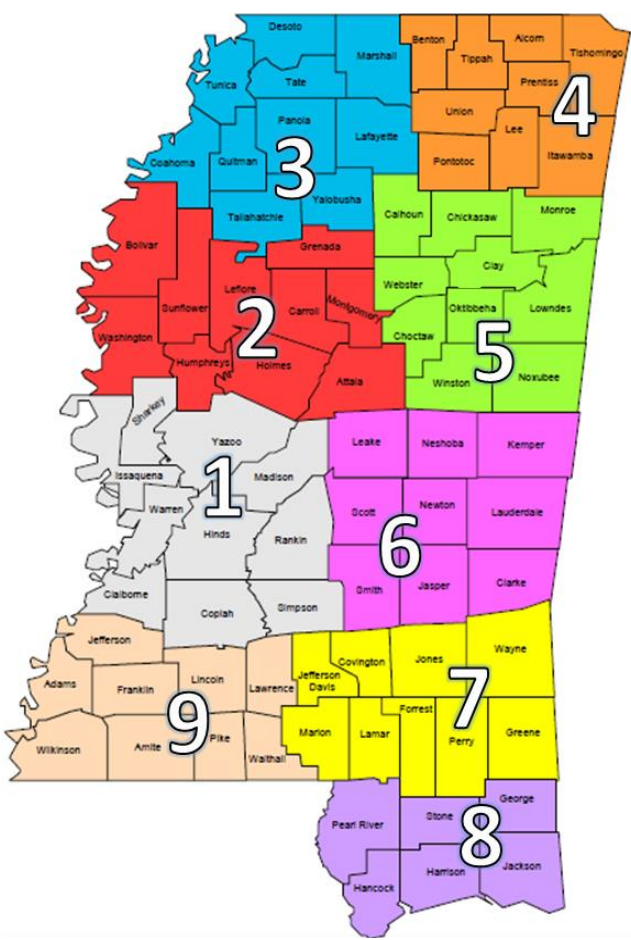 Desoto
Marshall
Benton
Tippah
Alcorn
Tishomingo
Tunica
Tate
Prentiss
Panola
Lafayette
Union
Lee
4
Coahoma
Quitman
3
Pontotoc
Itawamba
Tallahatchie
Yalobusha
Calhoun
Chickasaw
Monroe
Bolivar
Grenada
Webster
Clay
Sunflower
Leflore
Carroll
Montgomery
Oktibbeha
Lowndes
Washington
2
Choctaw
5
Humphreys
Holmes
Attala
Winston
Noxubee
Sharkey
Yazoo
Leake
Neshoba
Kemper
Issaquena
1
Madison
Warren
Hinds
Rankin
Scott
Newton
Lauderdale
6
Claiborne
Copiah
Simpson
Smith
Jasper
Clarke
Jefferson
Covington
Jones
Wayne
Adams
Franklin
Lincoln
Lawrence
Jefferson
Davis
7
Wilkinson
Amite
9
Pike
Walthall
Marion
Lamar
Forrest
Perry
Greene
Pearl River
Stone
George
8
Hancock
Harrison
Jackson